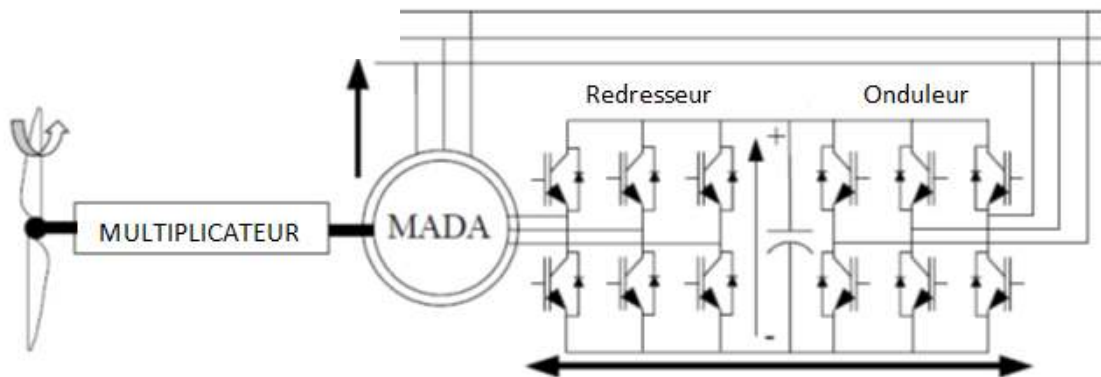 Redresseur
Onduleur
+
MULTIPLICATEUR
MADA
-